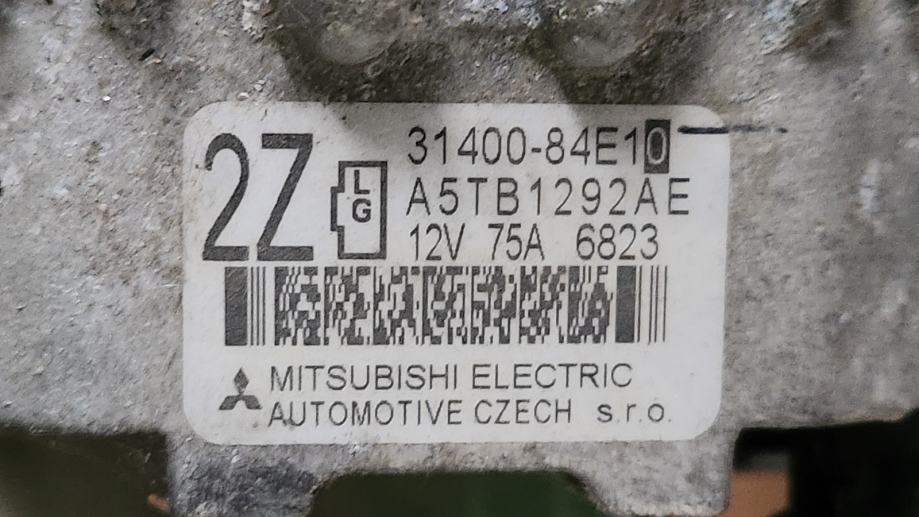 2Z
L
G
31400-84E10
A5TB1292AE
12V 75A 6823
MITSUBISHI ELECTRIC
AUTOMOTIVE CZECH s.r.o.